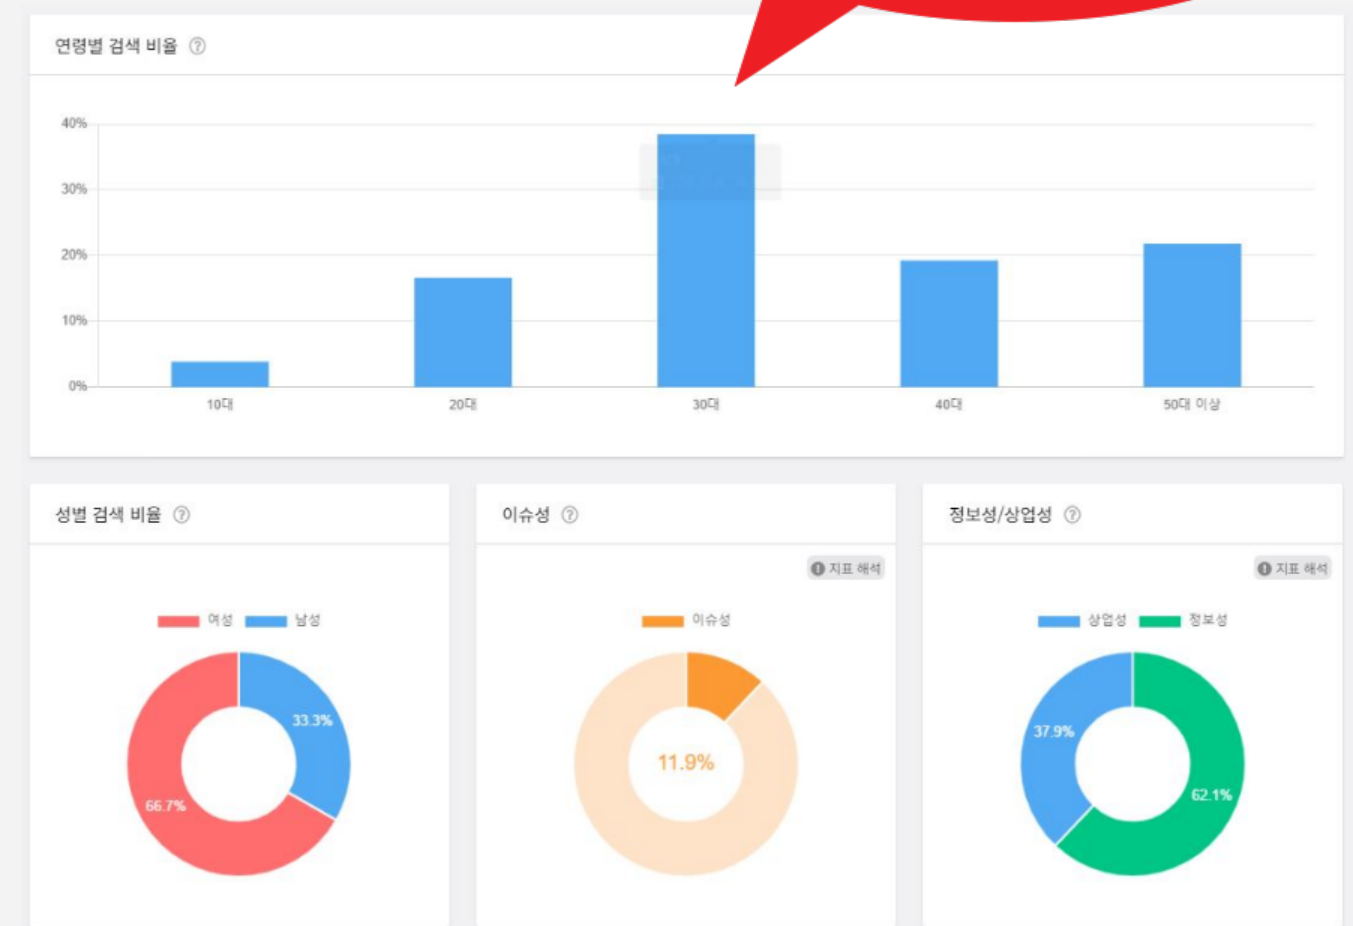 연령별 검색 비율 ?
40%
30%
20%
10%
0%
10대
20대
30대
40대
50대 이상
성별 검색 비율 ?
여성 남성
33.3%
66.7%
이슈성 ?
지표 해석
이슈성
11.9%
정보성/상업성 ?
지표 해석
상업성 정보성
37.9%
62.1%